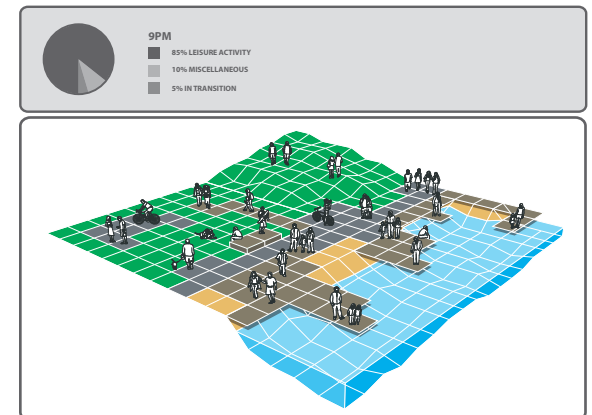 9PM
85% LEISURE ACTIVITY
10% MISCELLANEOUS
5% IN TRANSITION